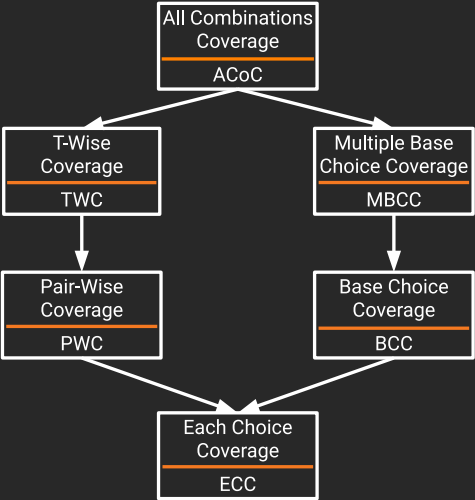 All Combinations
Coverage
ACoC
T-Wise
Coverage
TWC
Multiple Base
Choice Coverage
MBCC
Pair-Wise
Coverage
PWC
Base Choice
Coverage
BCC
Each Choice
Coverage
ECC